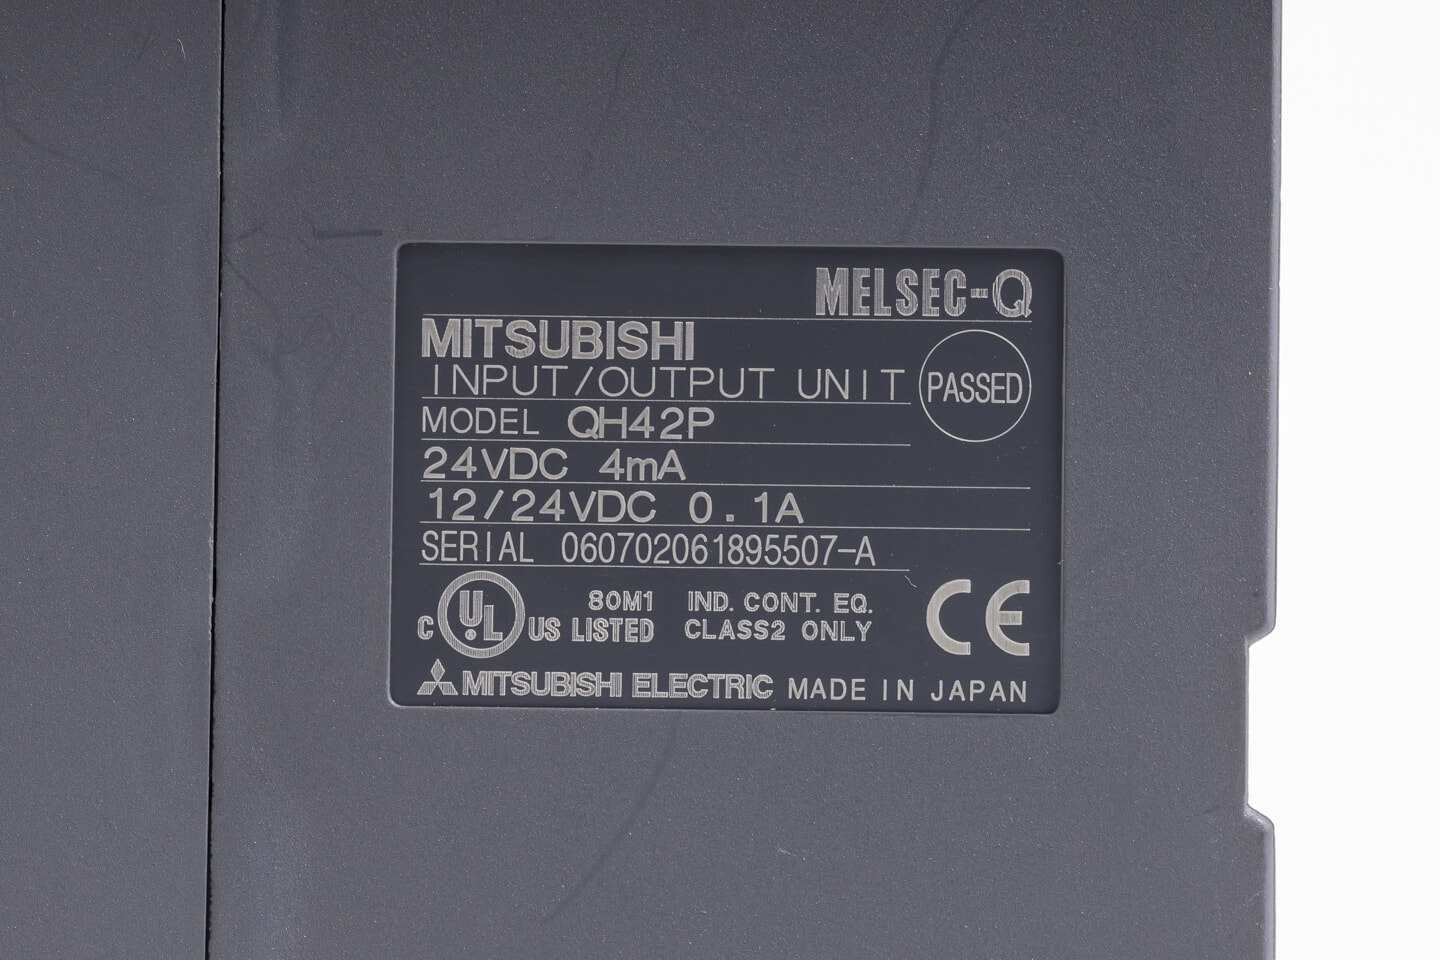 MELSEC-Q
MITSUBISHI
INPUT/OUTPUT UNIT
PASSED
MODEL QH42P
24VDC 4mA
12/24VDC 0.1A
SERIAL 060702061895507-A
C UL US LISTED
80M1 IND. CONT. EQ.
CLASS2 ONLY
CE
MITSUBISHI ELECTRIC MADE IN JAPAN